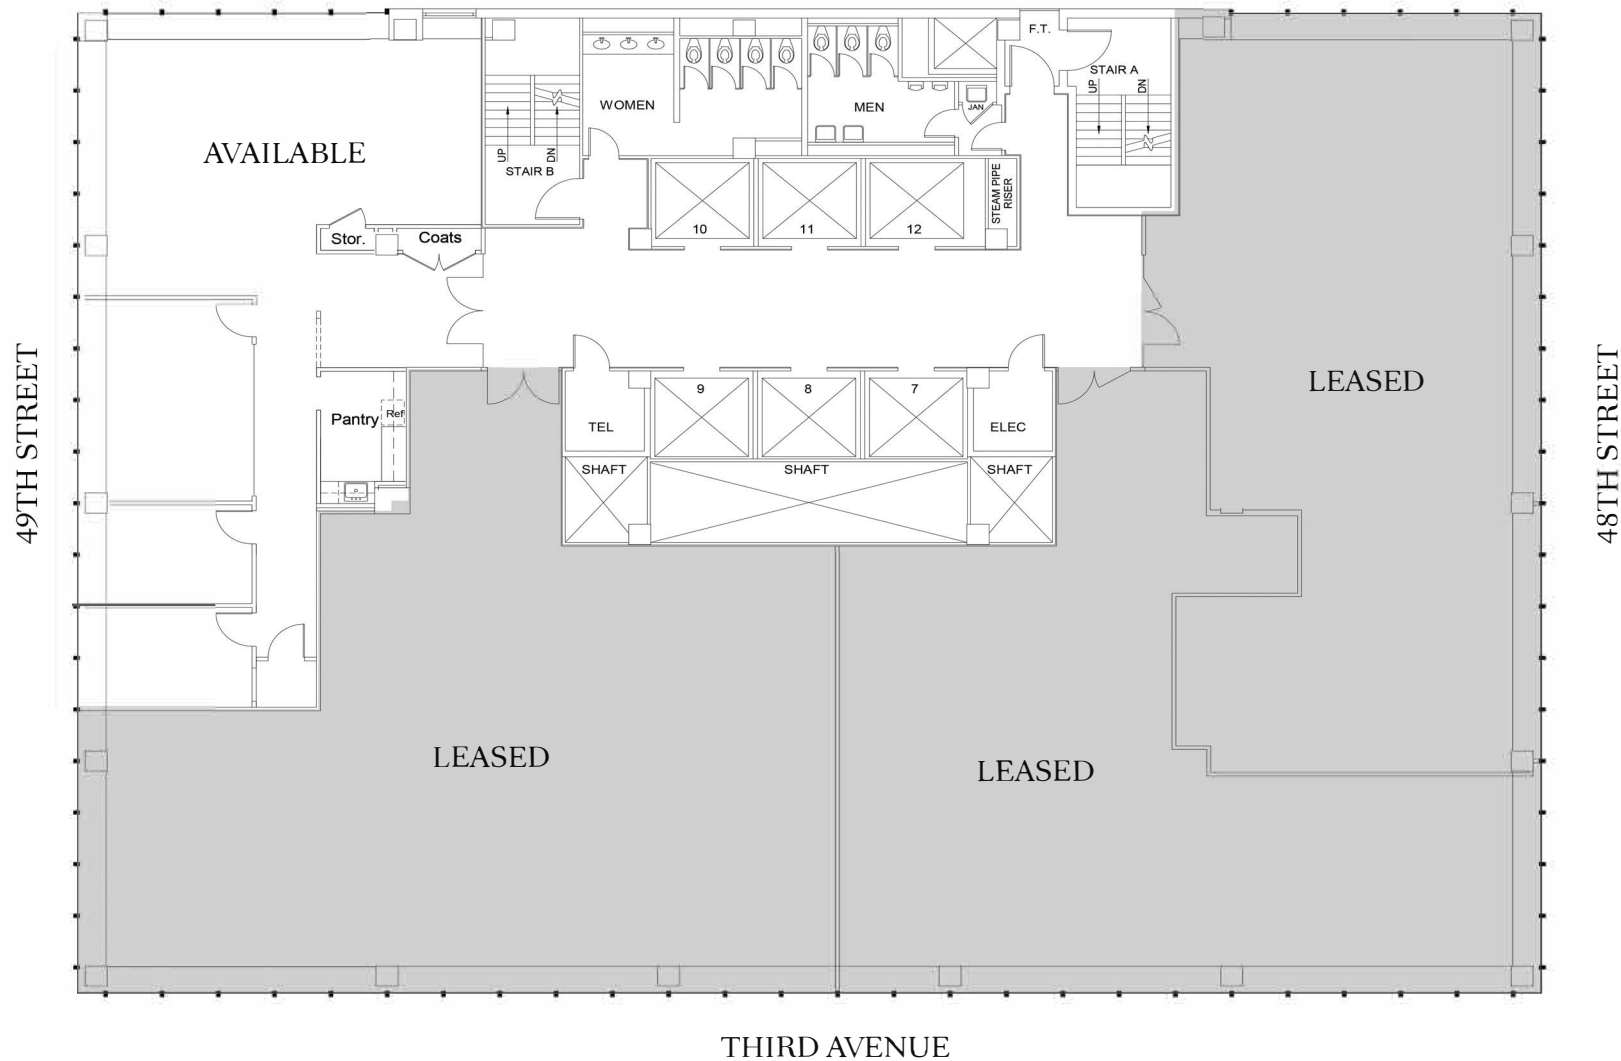 F.T.
STAIR A
UP
DN
WOMEN
MEN
JAN
AVAILABLE
UP
DN
STAIR B
STEAM PIPE
RISER
10
11
12
Stor.
Coats
49TH STREET
48TH STREET
LEASED
9
8
7
Pantry
Ref
TEL
ELEC
SHAFT
SHAFT
SHAFT
LEASED
LEASED
THIRD AVENUE